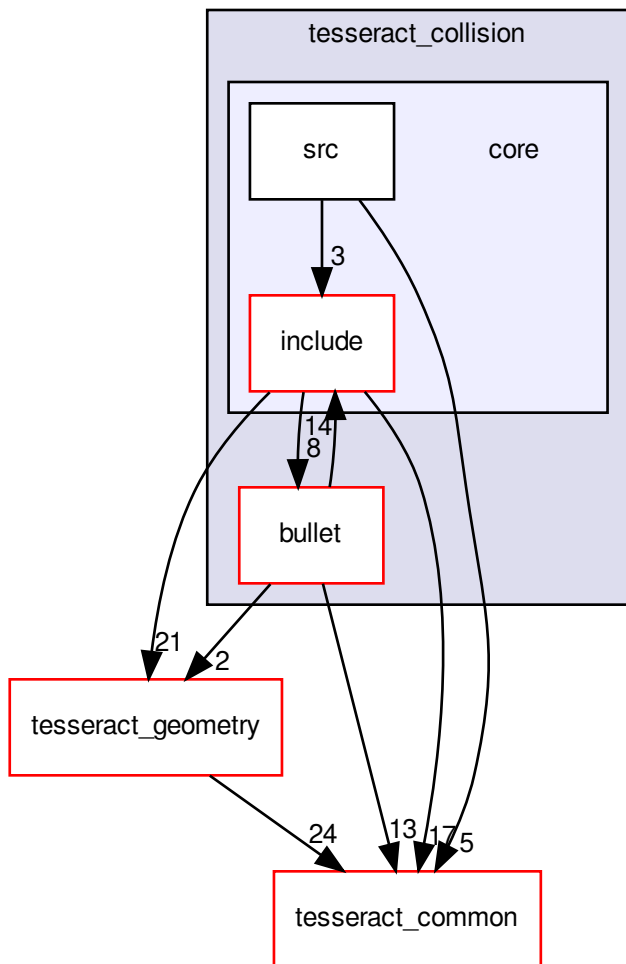 tesseract_collision
src
core
3
include
14
8
bullet
21
2
tesseract_geometry
24
13
17
5
tesseract_common